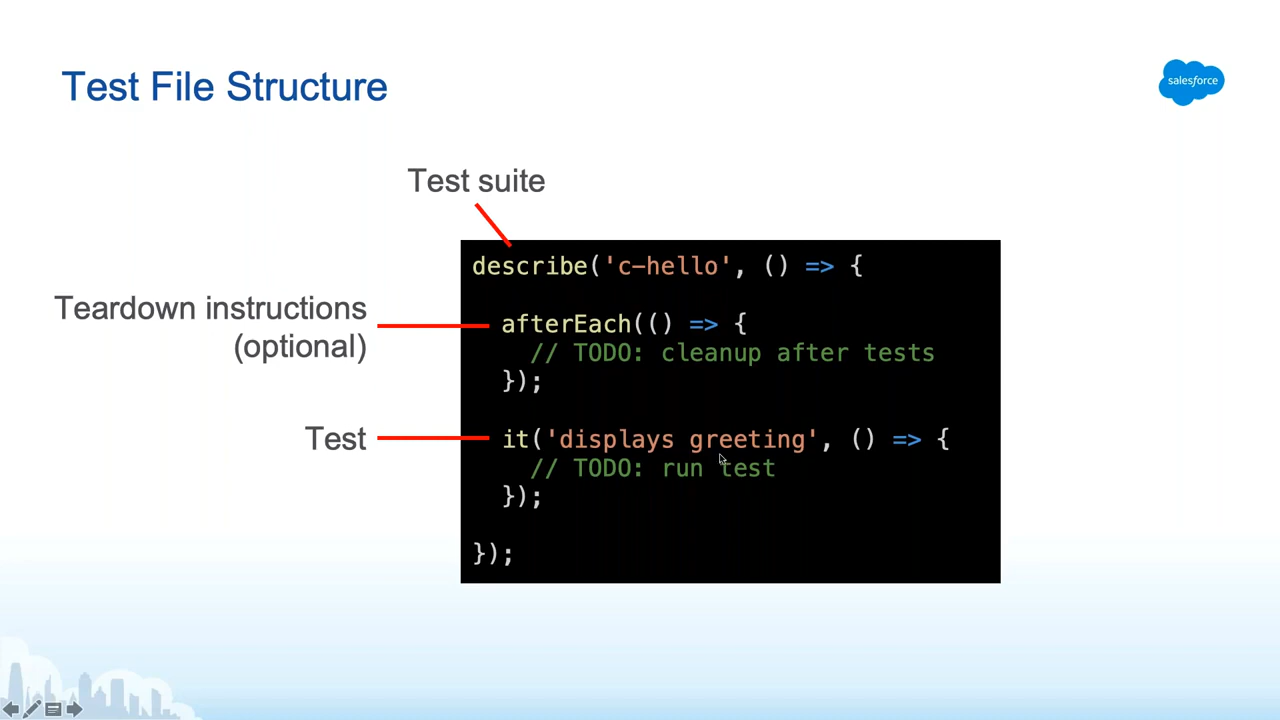 Test File Structure
salesforce
Test suite
describe('c-hello', () => {
Teardown instructions
(optional)
afterEach(() => {
// TODO: cleanup after tests
});
Test
it('displays greeting', () => {
// TODO: run test
});
});